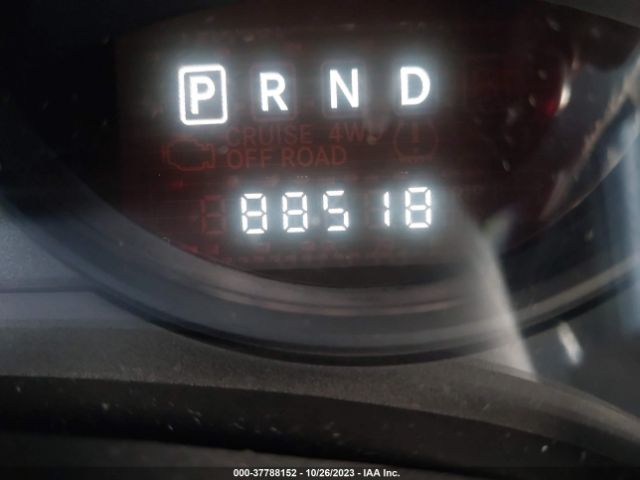 P R N D
CRUISE 4WD
OFF ROAD
88518
000-37788152 - 10/26/2023 - IAA Inc.